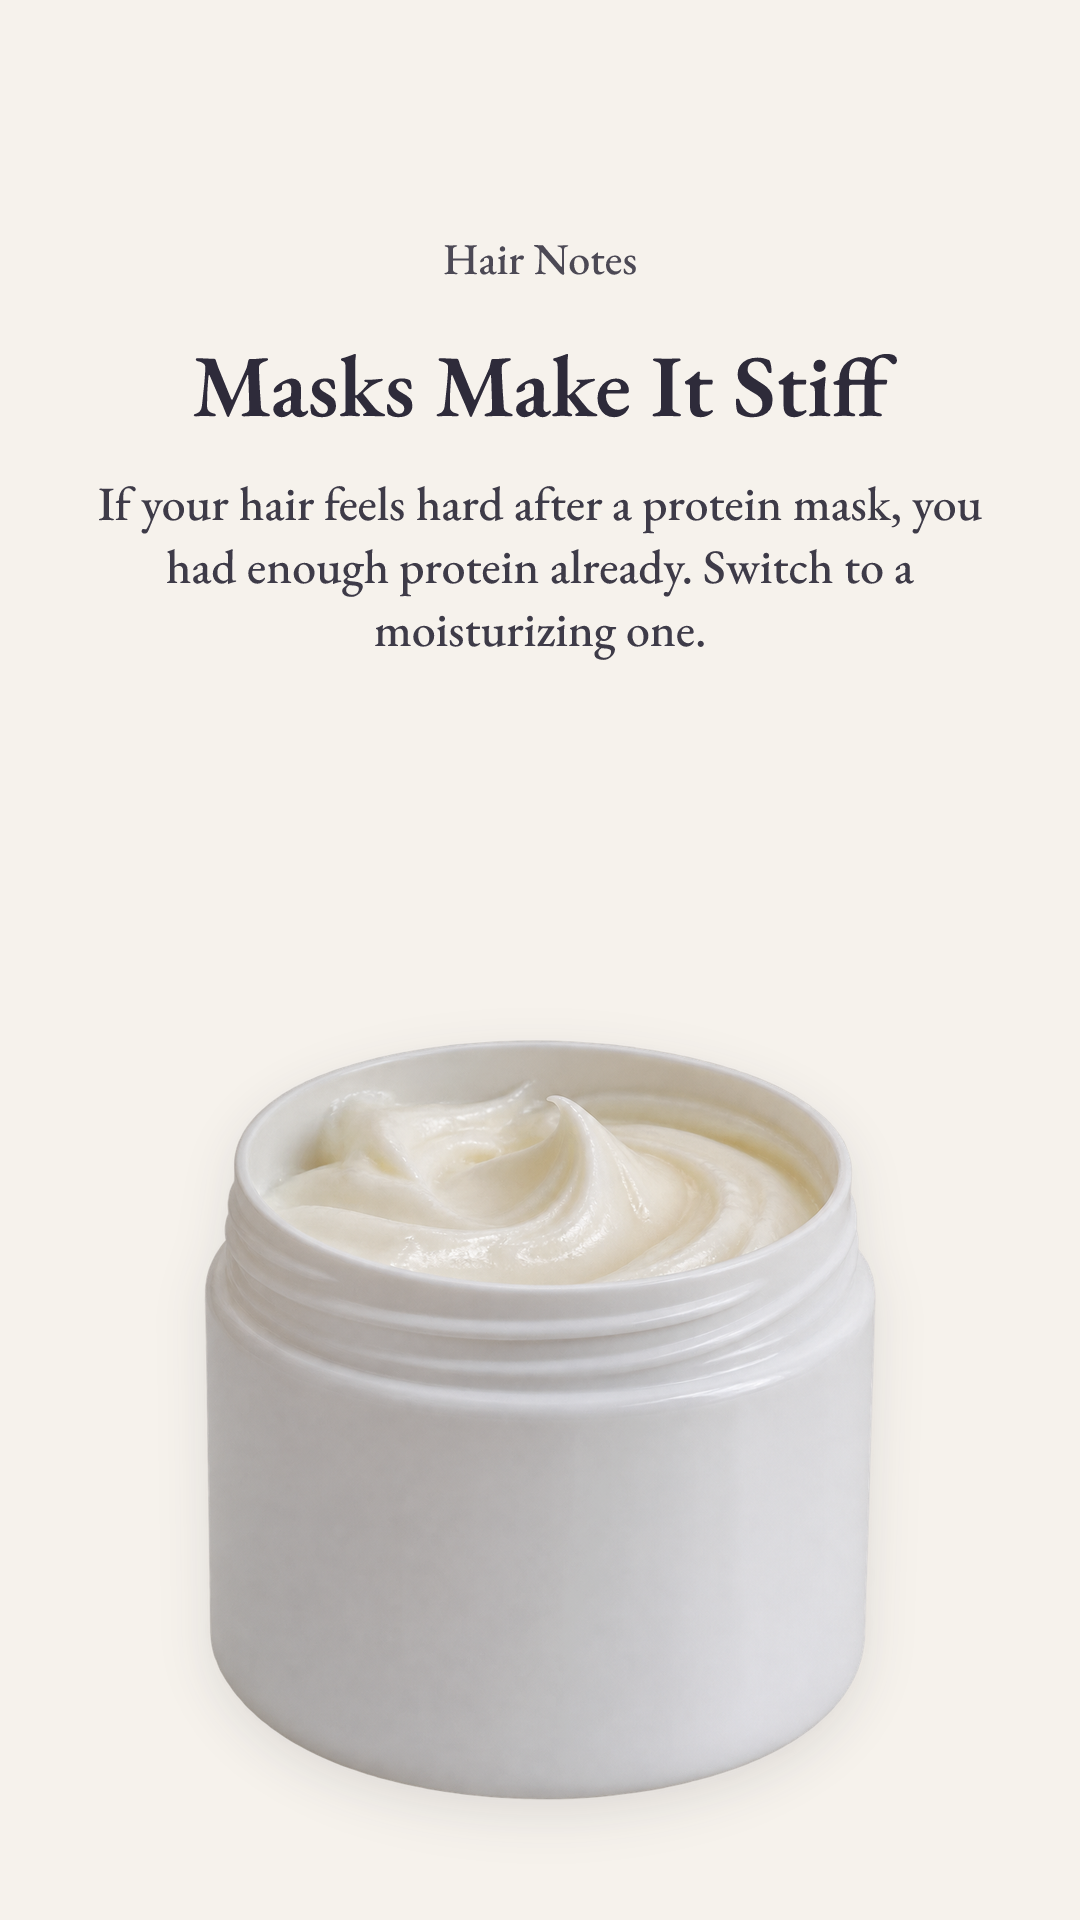 Hair Notes
Masks Make It Stiff
If your hair feels hard after a protein mask, you
had enough protein already. Switch to a
moisturizing one.